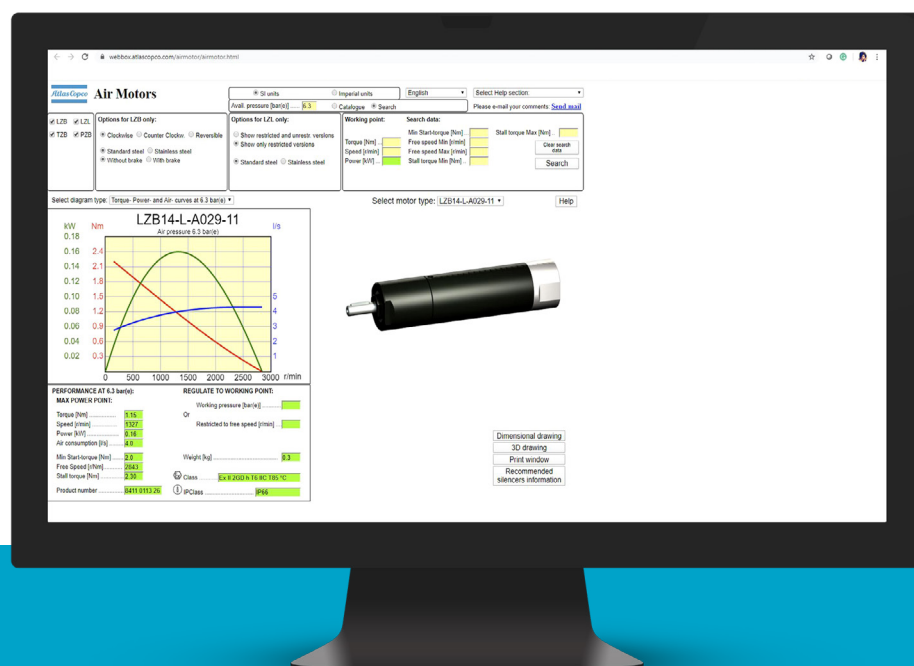 webbox.atlascopco.com/airmotor/airmotor.html
Atlas Copco Air Motors
SI units Imperial units English Select Help section:
Avail. pressure [bar(e)] ..... 6.3 Catalogue Search Please e-mail your comments: Send mail
LZB LZL
TZB PZB
Options for LZB only:
Clockwise Counter Clockw. Reversible
Standard steel Stainless steel
Without brake With brake
Options for LZL only:
Show restricted and unrestr. versions
Show only restricted versions
Standard steel Stainless steel
Working point:
Torque [Nm] ...
Speed [r/min]
Power [kW] ...
Search data:
Min Start-torque [Nm] ..
Free speed Min [r/min]
Free speed Max [r/min]
Stall torque Min [Nm] ..
Stall torque Max [Nm] ..
Clear search data
Search
Select diagram type: Torque- Power- and Air- curves at 6.3 bar(e)
Select motor type: LZB14-L-A029-11 Help
LZB14-L-A029-11
Air pressure 6.3 bar(e)
kW Nm l/s
0.18
0.16 2.4
0.14 2.1
0.12 1.8
0.10 1.5 5
0.08 1.2 4
0.06 0.9 3
0.04 0.6 2
0.02 0.3 1
0 500 1000 1500 2000 2500 3000 r/min
PERFORMANCE AT 6.3 bar(e):
MAX POWER POINT:
Torque [Nm] 1.15
Speed [r/min] 1327
Power [kW] 0.16
Air consumption [l/s] 4.0
Min Start-torque [Nm] 2.0
Free Speed [r/Nm] 2843
Stall torque [Nm] 2.30
Product number 8411 0113 26
REGULATE TO WORKING POINT:
Working pressure [bar(e)]
Or
Restricted to free speed [r/min]
Weight [kg] 0.3
Ex Class Ex II 2GD h T6 IIC T85 °C
IPClass IP66
Dimensional drawing
3D drawing
Print window
Recommended
silencers information